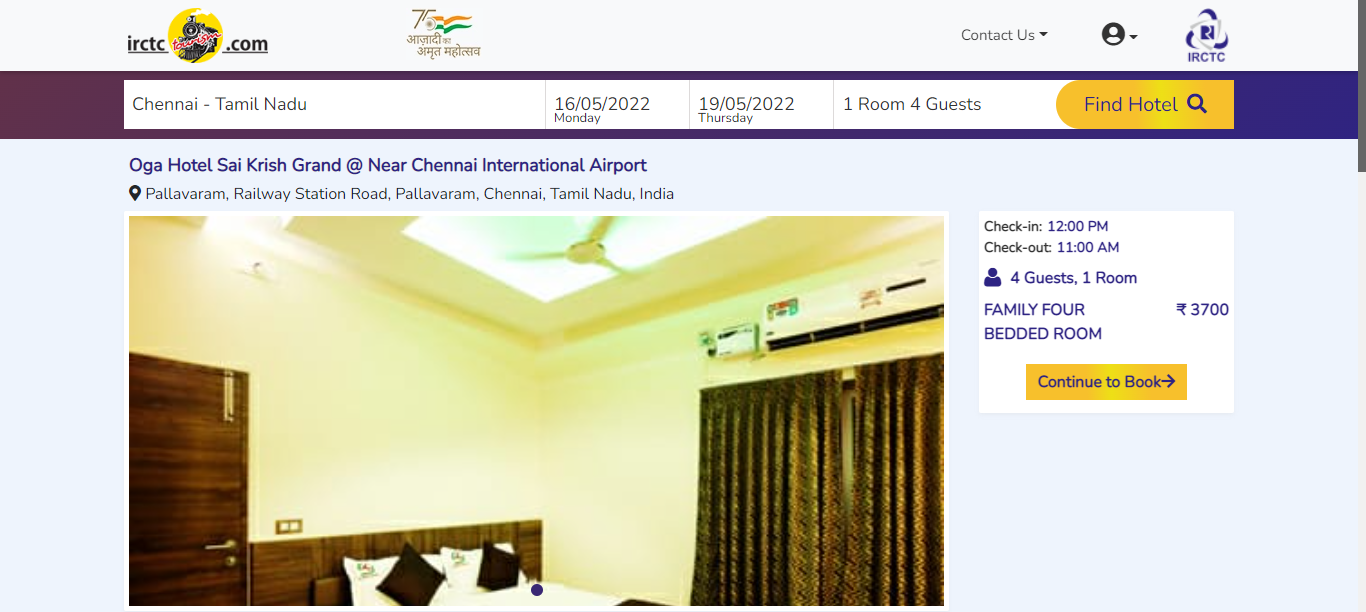 irctc tourism .com
75
आज़ादी का
अमृत महोत्सव
Contact Us
IRCTC
Chennai - Tamil Nadu
16/05/2022
Monday
19/05/2022
Thursday
1 Room 4 Guests
Find Hotel
Oga Hotel Sai Krish Grand @ Near Chennai International Airport
Pallavaram, Railway Station Road, Pallavaram, Chennai, Tamil Nadu, India
Check-in: 12:00 PM
Check-out: 11:00 AM
4 Guests, 1 Room
FAMILY FOUR
BEDDED ROOM
₹ 3700
Continue to Book